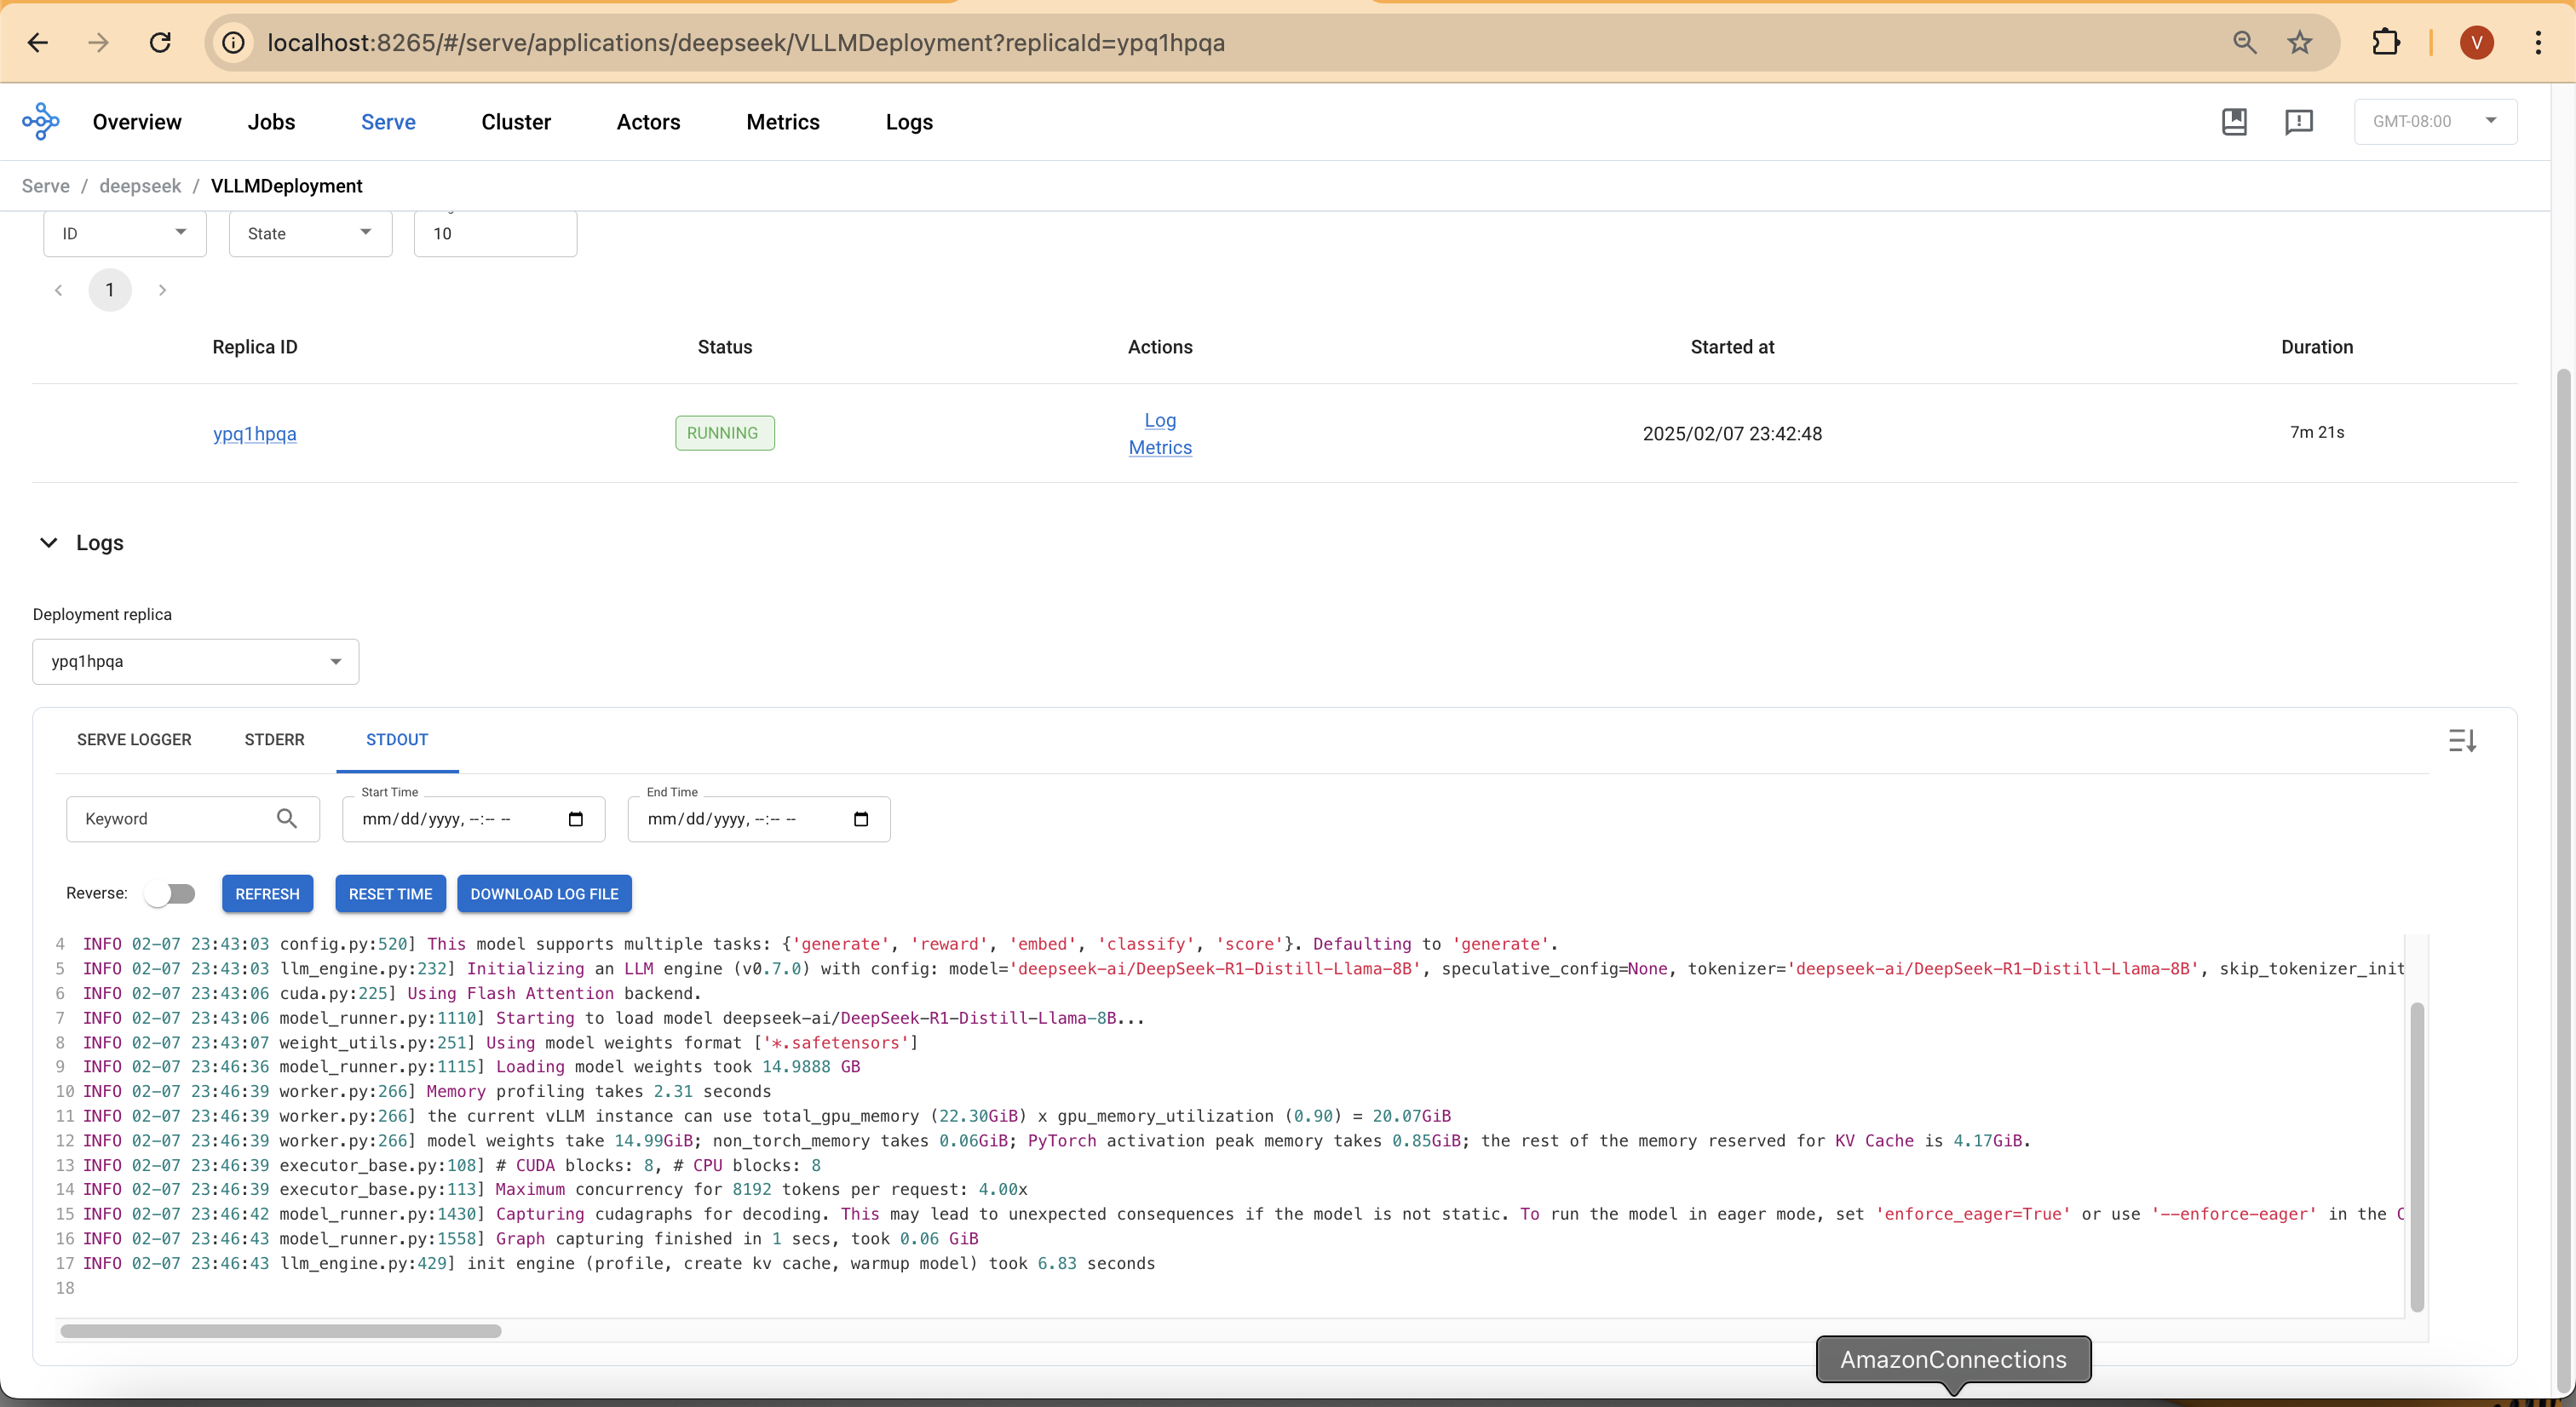 localhost:8265/#/serve/applications/deepseek/VLLMDeployment?replicaId=ypq1hpqa
V
Overview Jobs Serve Cluster Actors Metrics Logs
GMT-08:00
Serve / deepseek / VLLMDeployment
ID State 10
1
Replica ID Status Actions Started at Duration
ypq1hpqa RUNNING Log Metrics 2025/02/07 23:42:48 7m 21s
Logs
Deployment replica
ypq1hpqa
SERVE LOGGER STDERR STDOUT
Start Time End Time
Keyword mm/dd/yyyy, --:-- -- mm/dd/yyyy, --:-- --
Reverse: REFRESH RESET TIME DOWNLOAD LOG FILE
4 INFO 02-07 23:43:03 config.py:520] This model supports multiple tasks: {'generate', 'reward', 'embed', 'classify', 'score'}. Defaulting to 'generate'.
5 INFO 02-07 23:43:03 llm_engine.py:232] Initializing an LLM engine (v0.7.0) with config: model='deepseek-ai/DeepSeek-R1-Distill-Llama-8B', speculative_config=None, tokenizer='deepseek-ai/DeepSeek-R1-Distill-Llama-8B', skip_tokenizer_init
6 INFO 02-07 23:43:06 cuda.py:225] Using Flash Attention backend.
7 INFO 02-07 23:43:06 model_runner.py:1110] Starting to load model deepseek-ai/DeepSeek-R1-Distill-Llama-8B...
8 INFO 02-07 23:43:07 weight_utils.py:251] Using model weights format ['*.safetensors']
9 INFO 02-07 23:46:36 model_runner.py:1115] Loading model weights took 14.9888 GB
10 INFO 02-07 23:46:39 worker.py:266] Memory profiling takes 2.31 seconds
11 INFO 02-07 23:46:39 worker.py:266] the current vLLM instance can use total_gpu_memory (22.30GiB) x gpu_memory_utilization (0.90) = 20.07GiB
12 INFO 02-07 23:46:39 worker.py:266] model weights take 14.99GiB; non_torch_memory takes 0.06GiB; PyTorch activation peak memory takes 0.85GiB; the rest of the memory reserved for KV Cache is 4.17GiB.
13 INFO 02-07 23:46:39 executor_base.py:108] # CUDA blocks: 8, # CPU blocks: 8
14 INFO 02-07 23:46:39 executor_base.py:113] Maximum concurrency for 8192 tokens per request: 4.00x
15 INFO 02-07 23:46:42 model_runner.py:1430] Capturing cudagraphs for decoding. This may lead to unexpected consequences if the model is not static. To run the model in eager mode, set 'enforce_eager=True' or use '--enforce-eager' in the C
16 INFO 02-07 23:46:43 model_runner.py:1558] Graph capturing finished in 1 secs, took 0.06 GiB
17 INFO 02-07 23:46:43 llm_engine.py:429] init engine (profile, create kv cache, warmup model) took 6.83 seconds
18
AmazonConnections